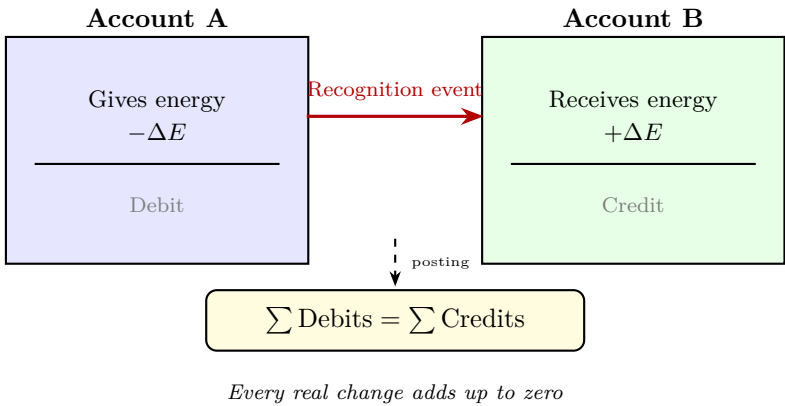 Account A
Account B
Gives energy
−ΔE
Debit
Recognition event
Receives energy
+ΔE
Credit
posting
∑ Debits = ∑ Credits
Every real change adds up to zero